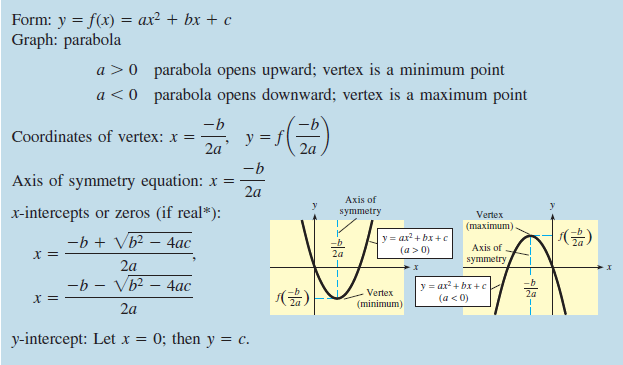 Form: y = f(x) = ax² + bx + c
Graph: parabola
a > 0 parabola opens upward; vertex is a minimum point
a < 0 parabola opens downward; vertex is a maximum point
Coordinates of vertex: x = -b/2a, y = f(-b/2a)
Axis of symmetry equation: x = -b/2a
x-intercepts or zeros (if real*):
x = (-b + √(b² − 4ac))/2a,
x = (-b − √(b² − 4ac))/2a
y-intercept: Let x = 0; then y = c.
y
Axis of
symmetry
-b/2a
y = ax² + bx + c
(a > 0)
x
f(-b/2a)
Vertex
(minimum)
y
Vertex
(maximum)
f(-b/2a)
Axis of
symmetry
x
y = ax² + bx + c
(a < 0)
-b/2a